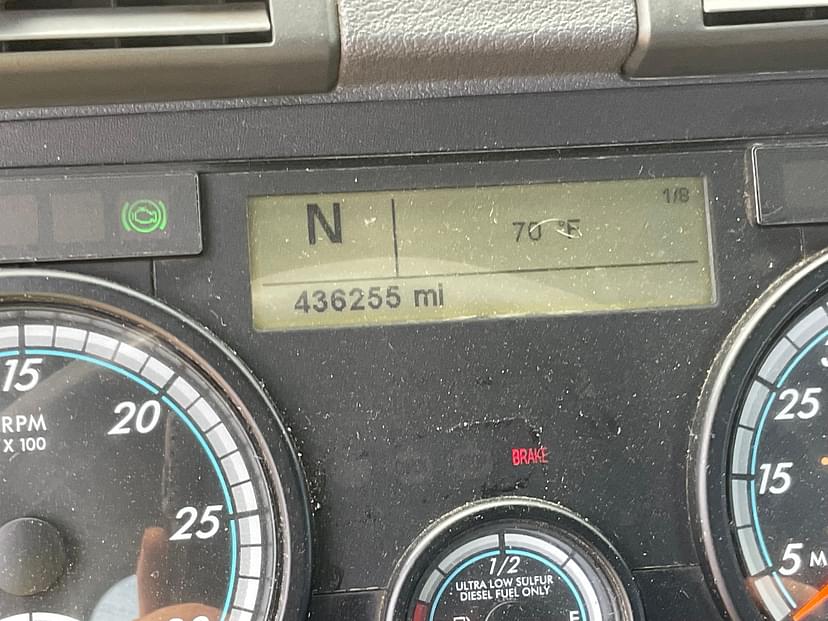 N
70 °F
1/8
436255 mi
15
20
25
RPM
X 100
BRAKE
1/2
ULTRA LOW SULFUR
DIESEL FUEL ONLY
F
25
15
5